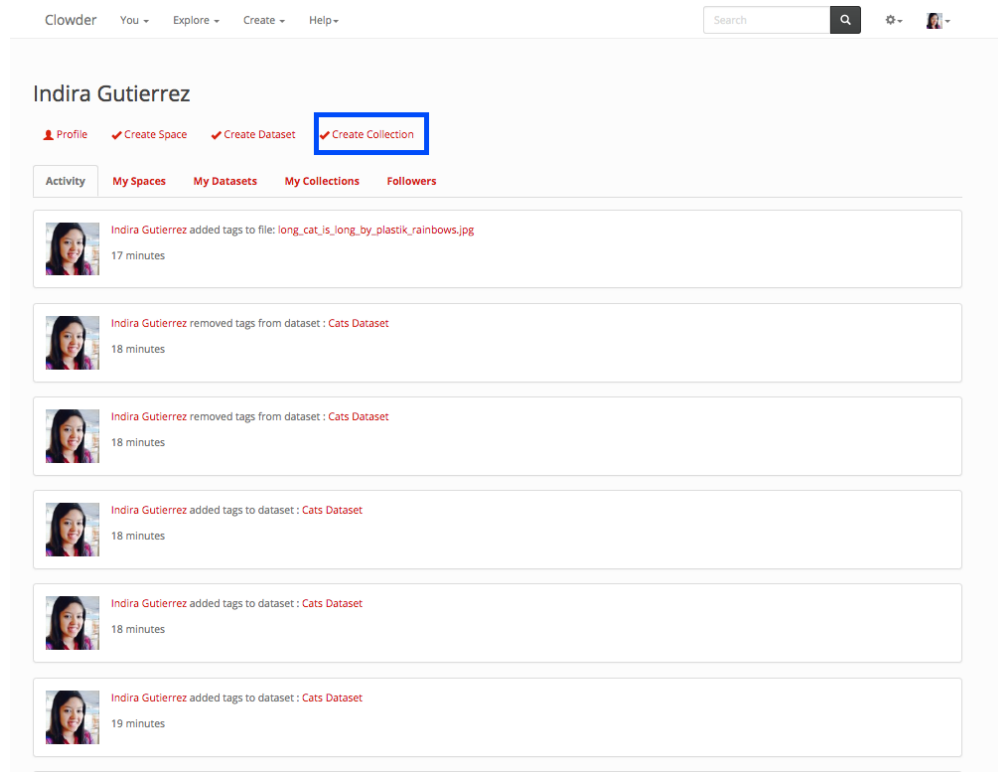 Clowder You Explore Create Help Search
Indira Gutierrez
Profile Create Space Create Dataset Create Collection
Activity My Spaces My Datasets My Collections Followers
Indira Gutierrez added tags to file: long_cat_is_long_by_plastik_rainbows.jpg
17 minutes
Indira Gutierrez removed tags from dataset : Cats Dataset
18 minutes
Indira Gutierrez removed tags from dataset : Cats Dataset
18 minutes
Indira Gutierrez added tags to dataset : Cats Dataset
18 minutes
Indira Gutierrez added tags to dataset : Cats Dataset
18 minutes
Indira Gutierrez added tags to dataset : Cats Dataset
19 minutes